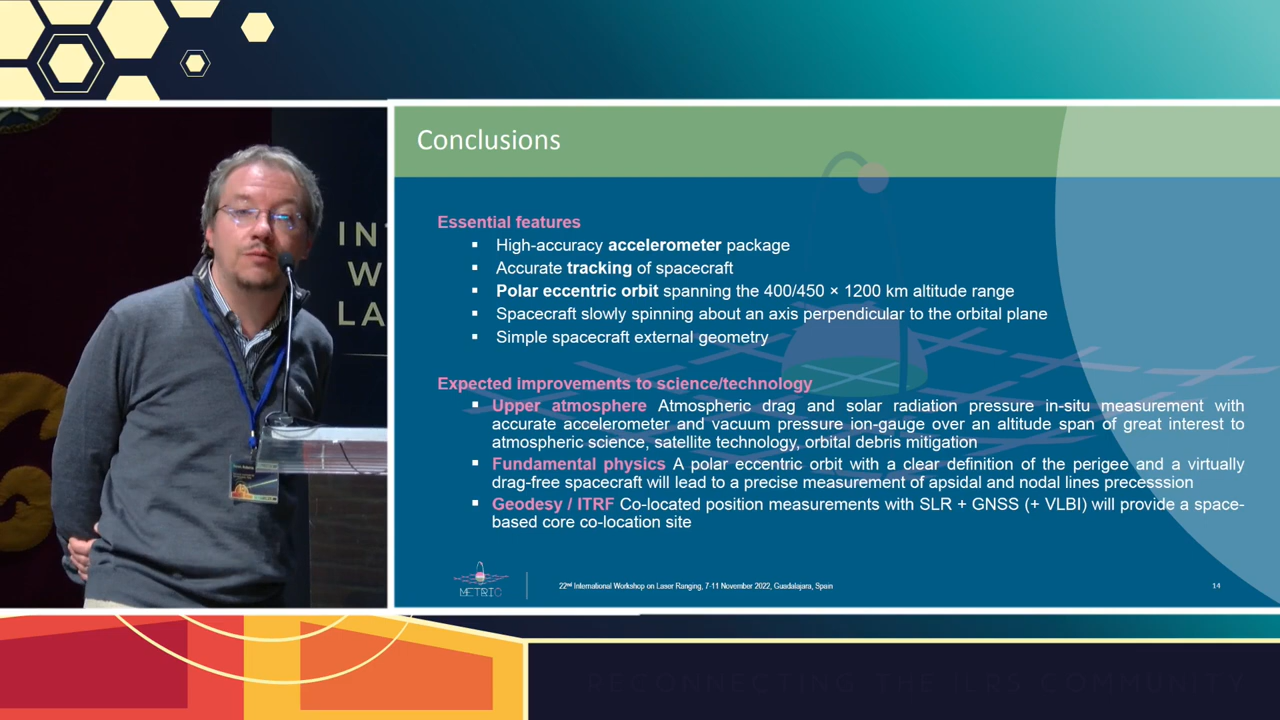 IN
W
LA
Conclusions
Essential features
▪ High-accuracy accelerometer package
▪ Accurate tracking of spacecraft
▪ Polar eccentric orbit spanning the 400/450 × 1200 km altitude range
▪ Spacecraft slowly spinning about an axis perpendicular to the orbital plane
▪ Simple spacecraft external geometry
Expected improvements to science/technology
▪ Upper atmosphere Atmospheric drag and solar radiation pressure in-situ measurement with
accurate accelerometer and vacuum pressure ion-gauge over an altitude span of great interest to
atmospheric science, satellite technology, orbital debris mitigation
▪ Fundamental physics A polar eccentric orbit with a clear definition of the perigee and a virtually
drag-free spacecraft will lead to a precise measurement of apsidal and nodal lines precesssion
▪ Geodesy / ITRF Co-located position measurements with SLR + GNSS (+ VLBI) will provide a space-
based core co-location site
METRIC
22nd International Workshop on Laser Ranging, 7-11 November 2022, Guadalajara, Spain
14
RECONNECTING THE ILRS COMMUNITY